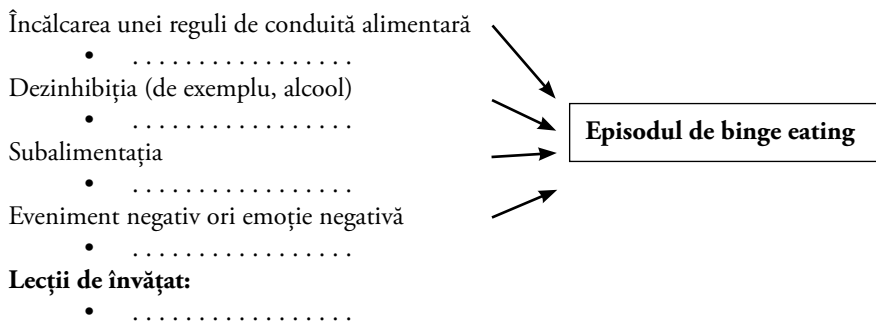 Încălcarea unei reguli de conduită alimentară
• . . . . . . . . . . . . . . . . .
Dezinhibiția (de exemplu, alcool)
• . . . . . . . . . . . . . . . . .
Subalimentația
• . . . . . . . . . . . . . . . . .
Eveniment negativ ori emoție negativă
• . . . . . . . . . . . . . . . . .
Lecții de învățat:
• . . . . . . . . . . . . . . . . .
Episodul de binge eating